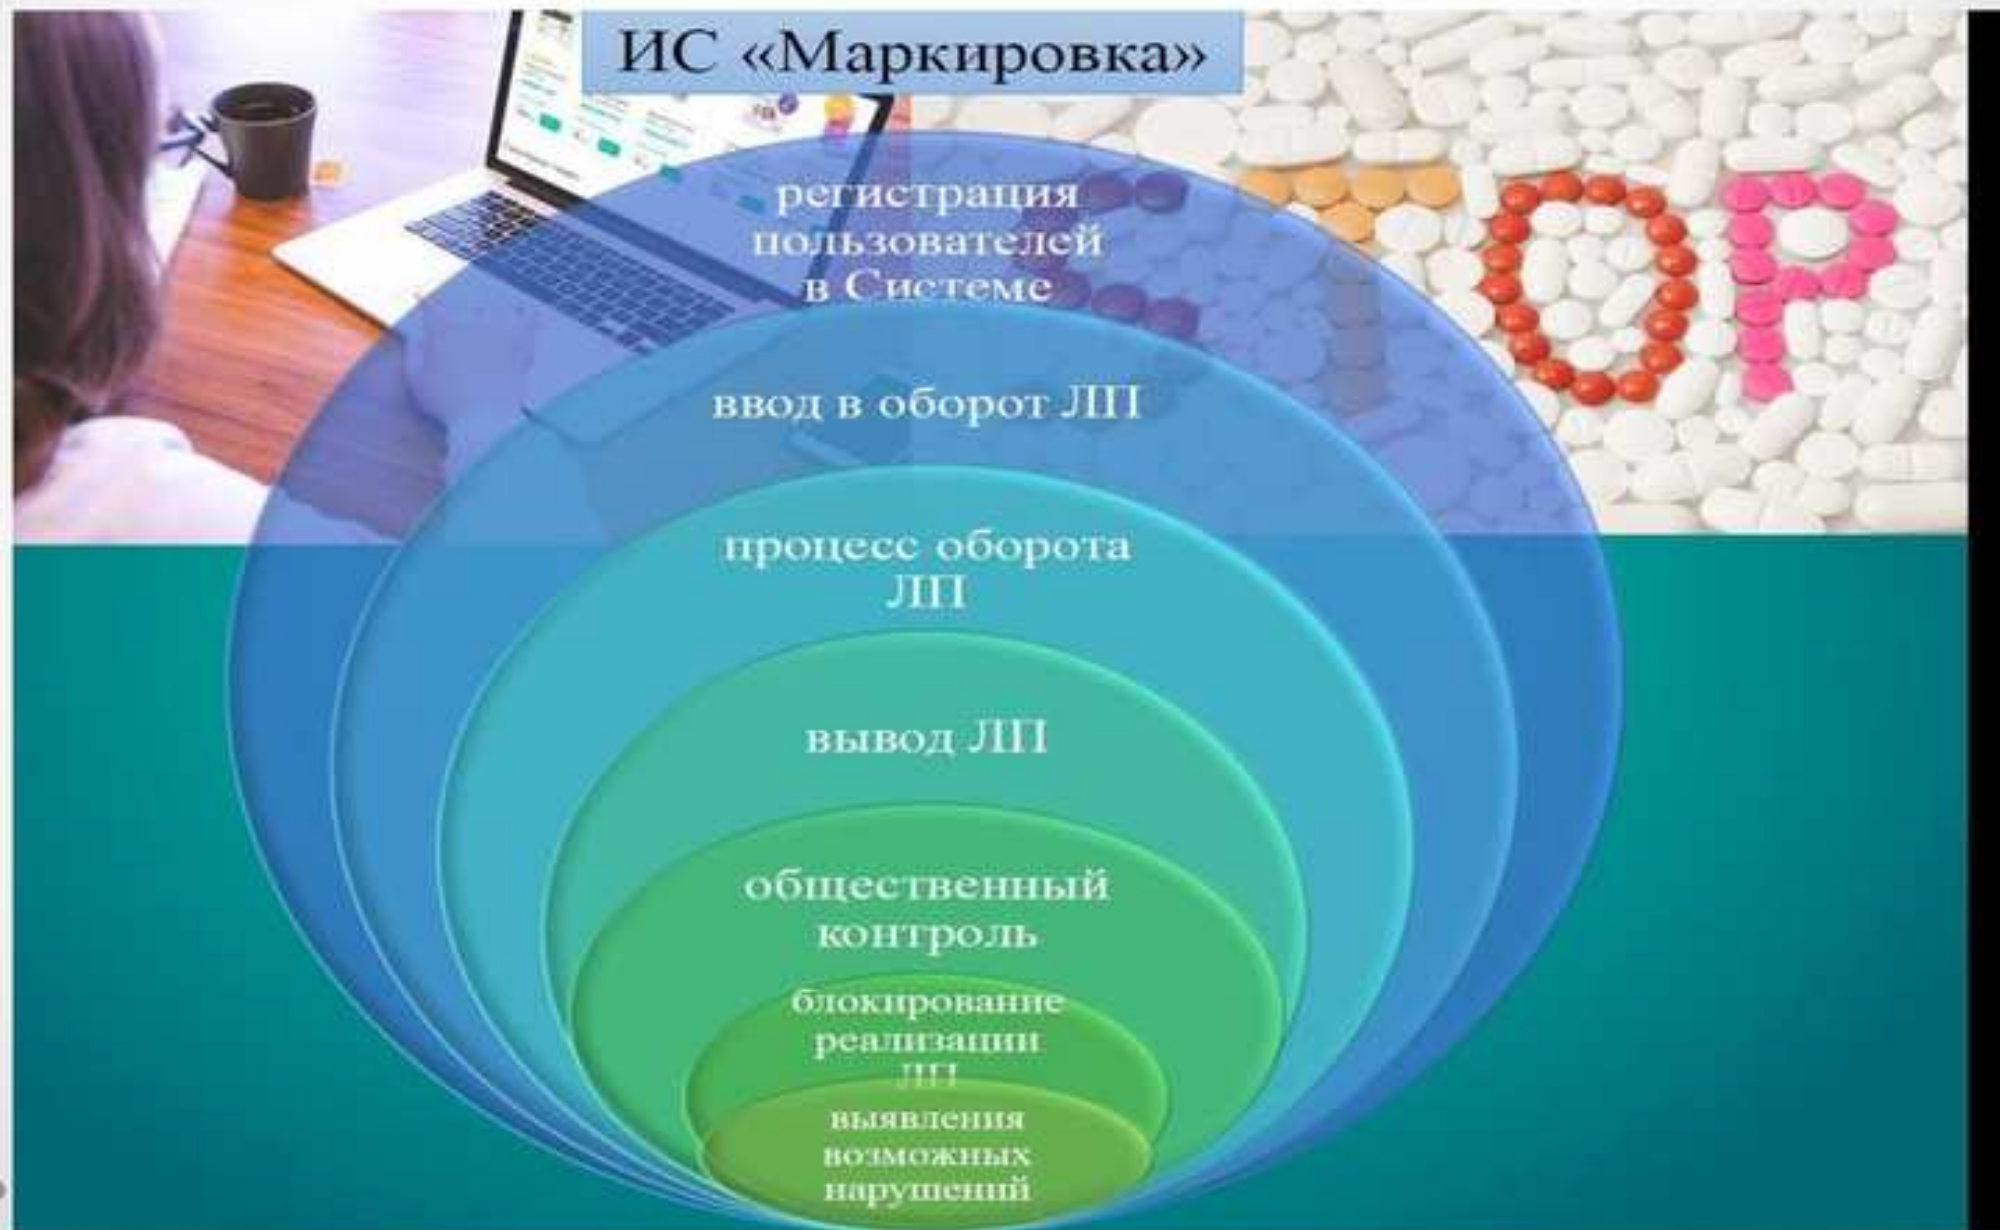 ИС «Маркировка»
регистрация
пользователей
в Системе
ввод в оборот ЛП
процесс оборота
ЛП
вывод ЛП
общественный
контроль
блокирование
реализации
ЛП
выявления
возможных
нарушений
TOP